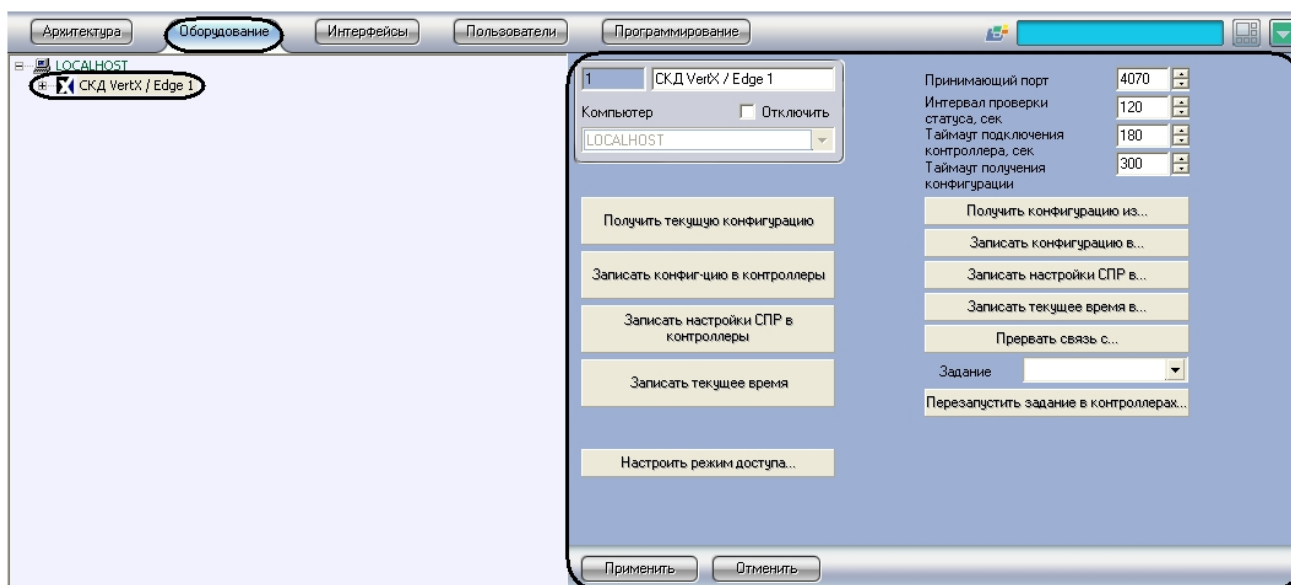 Архитектура
Оборудование
Интерфейсы
Пользователи
Программирование
LOCALHOST
СКД VertX / Edge 1
1
СКД VertX / Edge 1
Компьютер
Отключить
LOCALHOST
Получить текущую конфигурацию
Записать конфиг-цию в контроллеры
Записать настройки СПР в
контроллеры
Записать текущее время
Настроить режим доступа...
Принимающий порт
4070
Интервал проверки
статуса, сек
120
Таймаут подключения
контроллера, сек
180
Таймаут получения
конфигурации
300
Получить конфигурацию из...
Записать конфигурацию в...
Записать настройки СПР в...
Записать текущее время в...
Прервать связь с...
Задание
Перезапустить задание в контроллерах...
Применить
Отменить